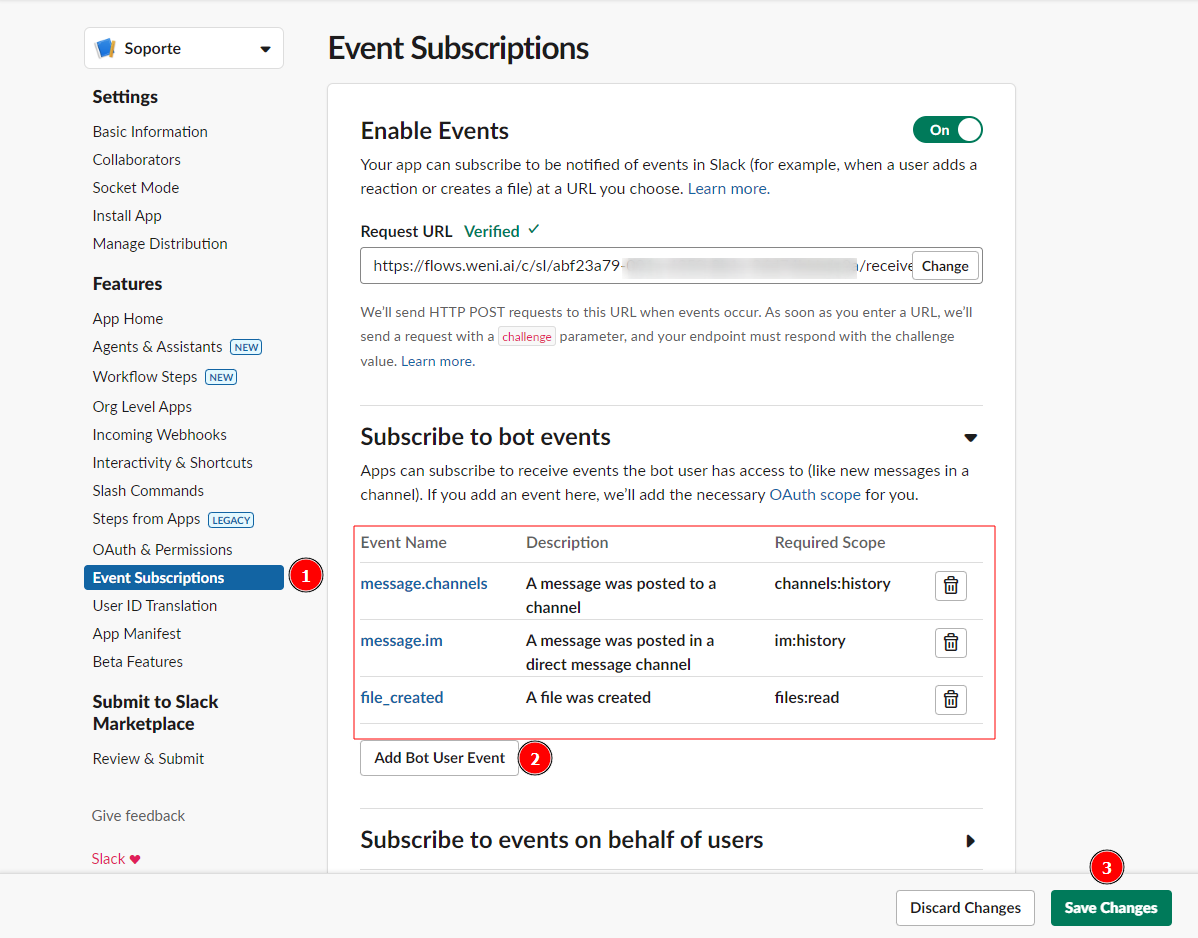 Soporte
Settings
Basic Information
Collaborators
Socket Mode
Install App
Manage Distribution
Features
App Home
Agents & Assistants NEW
Workflow Steps NEW
Org Level Apps
Incoming Webhooks
Interactivity & Shortcuts
Slash Commands
Steps from Apps LEGACY
OAuth & Permissions
Event Subscriptions 1
User ID Translation
App Manifest
Beta Features
Submit to Slack
Marketplace
Review & Submit
Give feedback
Slack ♥
Event Subscriptions
Enable Events On
Your app can subscribe to be notified of events in Slack (for example, when a user adds a
reaction or creates a file) at a URL you choose. Learn more.
Request URL Verified ✓
https://flows.weni.ai/c/sl/abf23a79- /receive Change
We’ll send HTTP POST requests to this URL when events occur. As soon as you enter a URL, we’ll
send a request with a challenge parameter, and your endpoint must respond with the challenge
value. Learn more.
Subscribe to bot events
Apps can subscribe to receive events the bot user has access to (like new messages in a
channel). If you add an event here, we’ll add the necessary OAuth scope for you.
Event Name Description Required Scope
message.channels A message was posted to a channels:history
channel
message.im A message was posted in a im:history
direct message channel
file_created A file was created files:read
Add Bot User Event 2
Subscribe to events on behalf of users
3
Discard Changes Save Changes